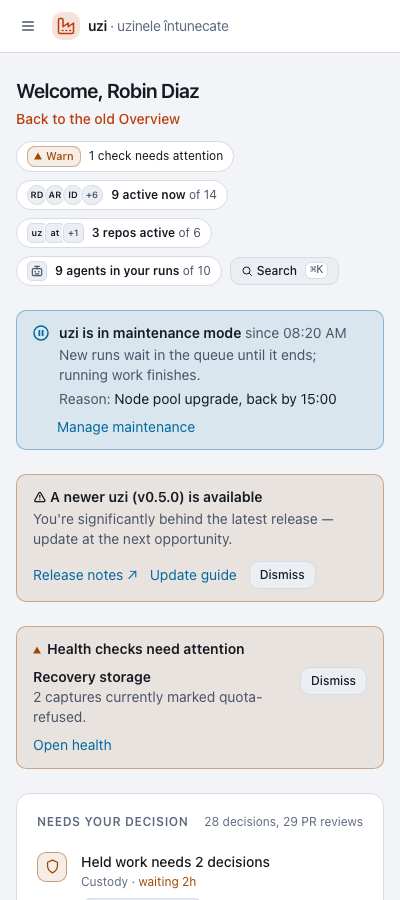 uzi · uzinele întunecate
Welcome, Robin Diaz
Back to the old Overview
Warn 1 check needs attention
RD AR ID +6 9 active now of 14
uz at +1 3 repos active of 6
9 agents in your runs of 10 Search ⌘K
uzi is in maintenance mode since 08:20 AM
New runs wait in the queue until it ends;
running work finishes.
Reason: Node pool upgrade, back by 15:00
Manage maintenance
A newer uzi (v0.5.0) is available
You're significantly behind the latest release —
update at the next opportunity.
Release notes ↗ Update guide Dismiss
Health checks need attention
Recovery storage Dismiss
2 captures currently marked quota-
refused.
Open health
NEEDS YOUR DECISION 28 decisions, 29 PR reviews
Held work needs 2 decisions
Custody · waiting 2h